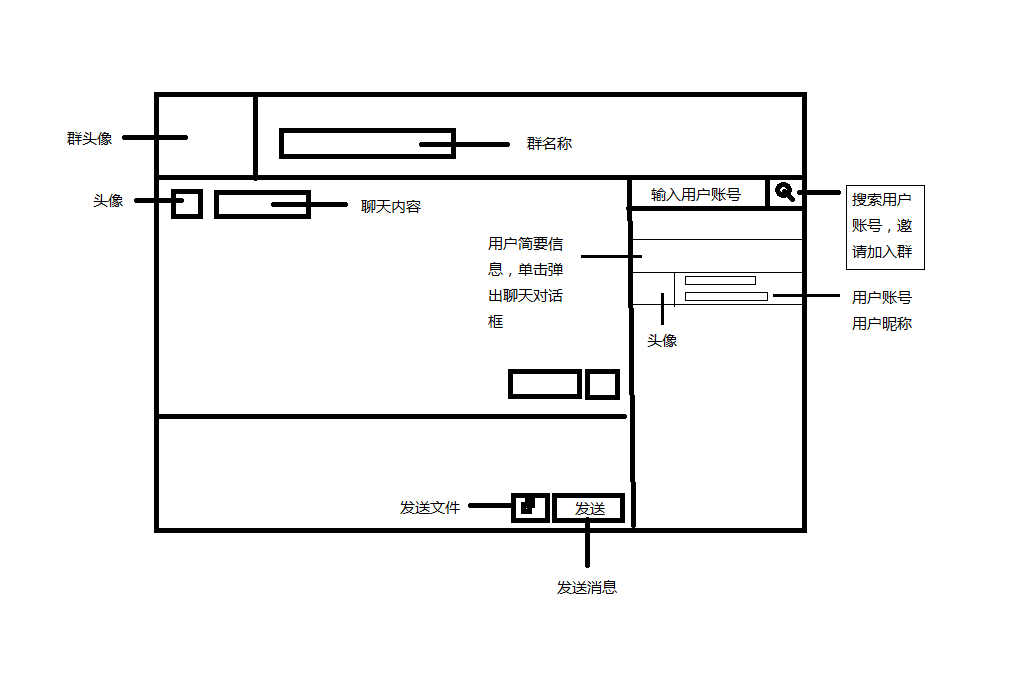 群头像
群名称
头像
聊天内容
输入用户账号
搜索用户
账号，邀
请加入群
用户简要信
息，单击弹
出聊天对话
框
用户账号
用户昵称
头像
发送文件
发送
发送消息